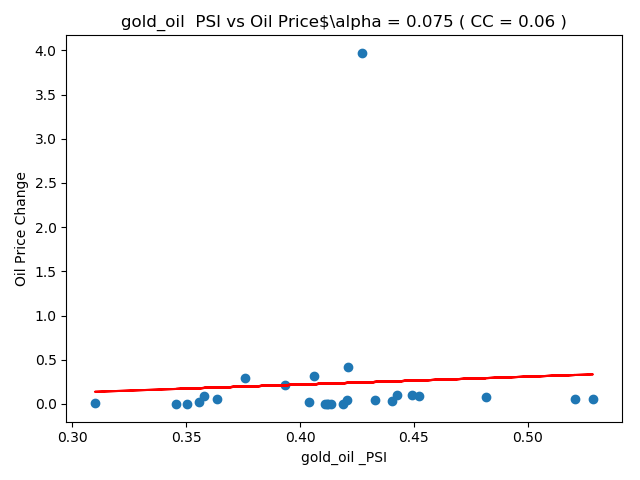 gold_oil  PSI vs Oil Price$\alpha = 0.075 ( CC = 0.06 )
4.0
3.5
3.0
2.5
2.0
1.5
1.0
0.5
0.0
Oil Price Change
0.30 0.35 0.40 0.45 0.50
gold_oil _PSI